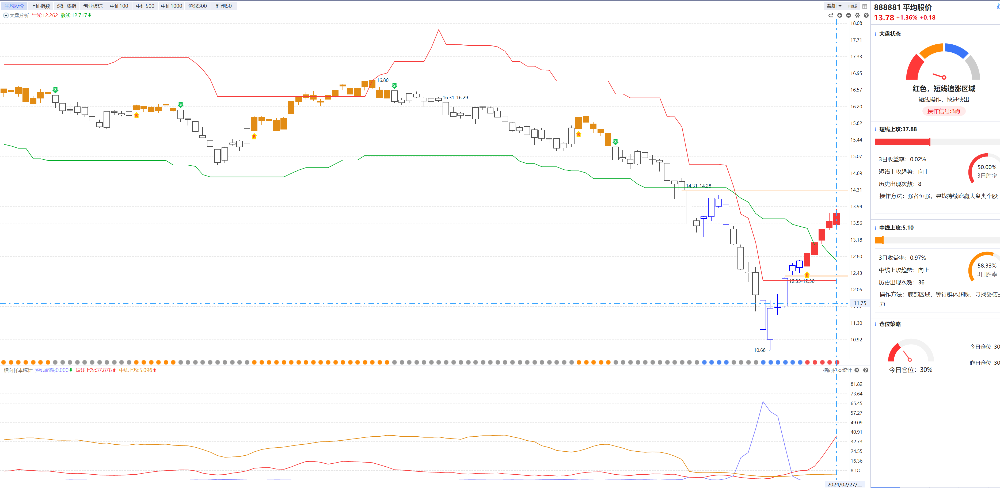 平均股价 上证指数 深证成指 创业板综 中证100 中证500 中证1000 沪深300 科创50 叠加 画线
大盘分析 牛线:12.262 熊线:12.717
18.08
17.71
17.33
16.95
16.57
16.20
15.82
15.44
15.07
14.69
14.31
13.94
13.56
13.18
12.80
12.43
12.05
11.75
11.30
10.92
S
16.80
S
16.31-16.29
S
B
B
B
S
14.31-14.28
B
12.33-12.38
10.68
横向样本统计 短线超跌:0.000 短线上攻:37.878 中线上攻:5.096 横向样本统计
81.82
73.64
65.45
57.27
49.09
40.91
32.73
24.55
16.36
8.18
2024/02/27/二
888881 平均股价
13.78 +1.36% +0.18
大盘状态
红色，短线追涨区域
短线操作，快进快出
操作信号:B点
短线上攻:37.88
3日收益率：0.02%
50.00%
3日胜率
短线上攻趋势：向上
历史出现次数：8
操作方法：强者恒强，寻找持续跑赢大盘类个股
中线上攻:5.10
3日收益率：0.97%
58.33%
3日胜率
中线上攻趋势：向上
历史出现次数：36
操作方法：底部区域，等待群体超跌，寻找受伤主
力
仓位策略
今日仓位 30
昨日仓位 30
今日仓位：30%